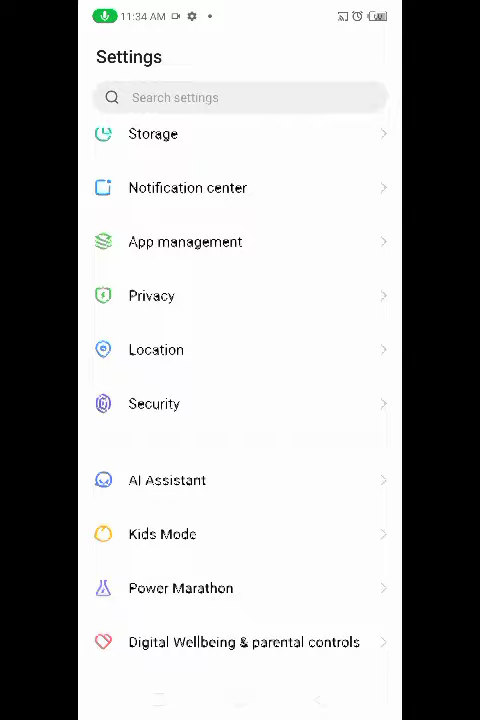 11:34 AM
Settings
Search settings
Storage
Notification center
App management
Privacy
Location
Security
AI Assistant
Kids Mode
Power Marathon
Digital Wellbeing & parental controls